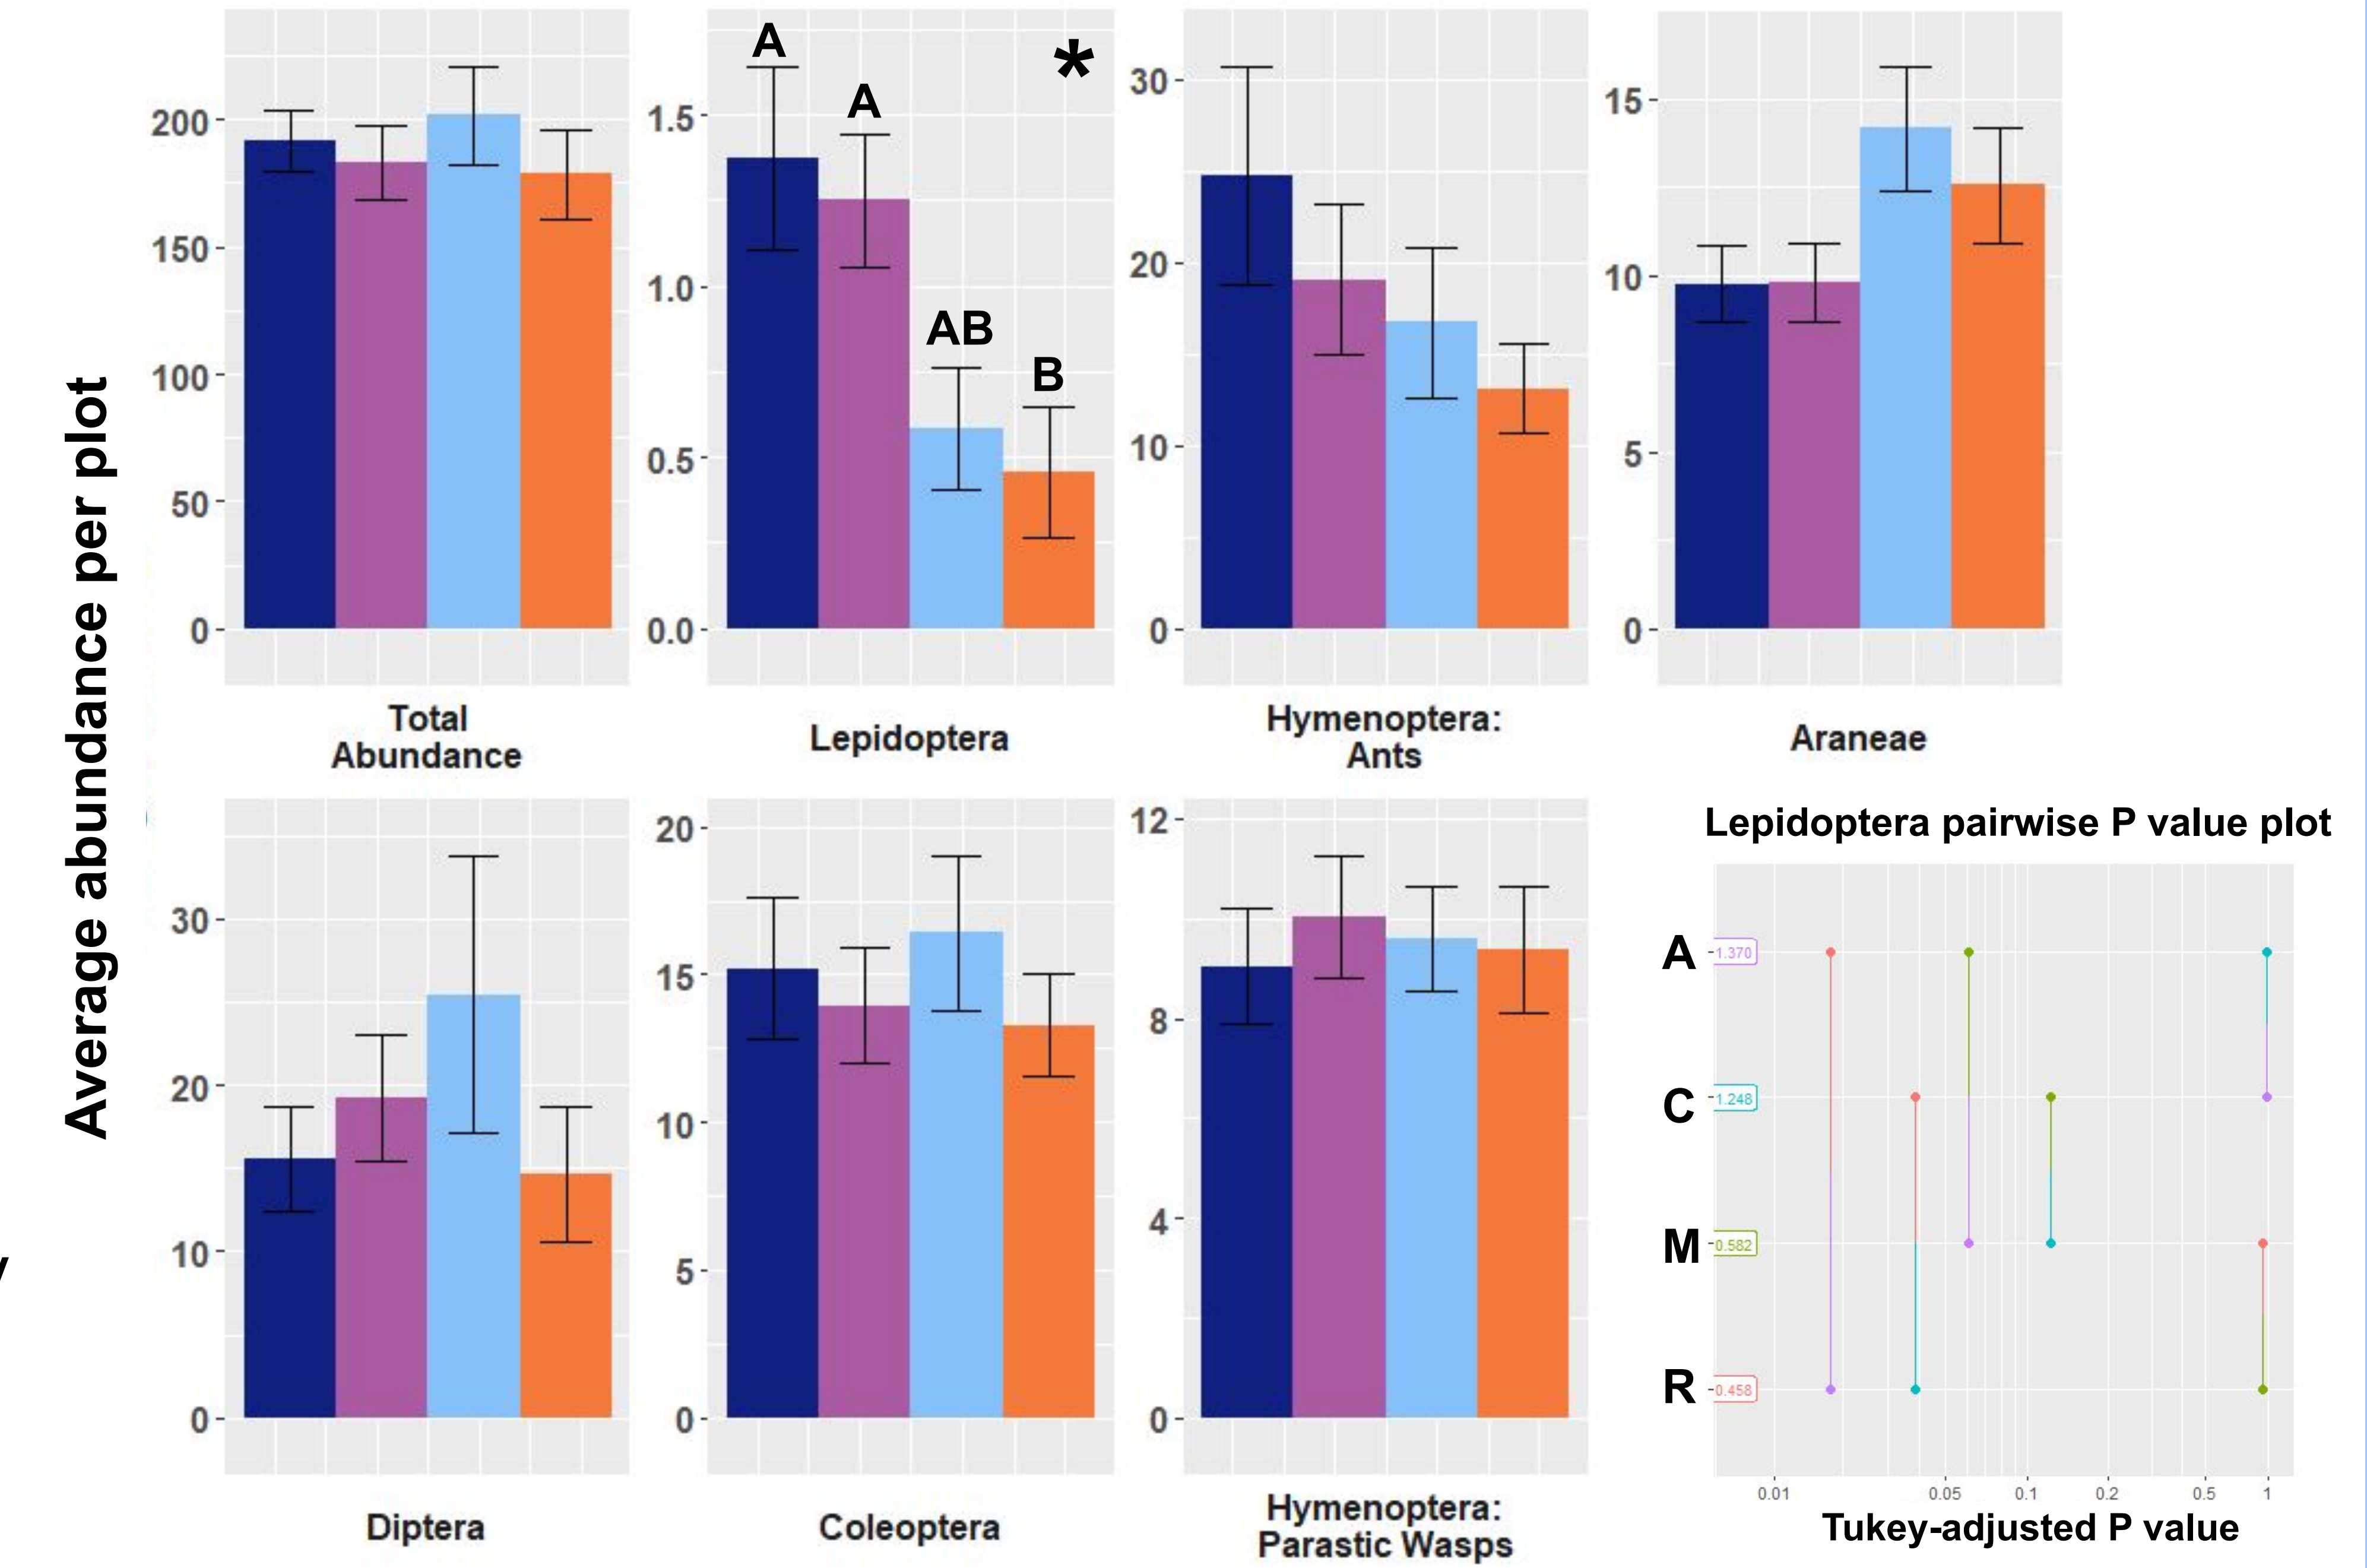 Average abundance per plot
200
150
100
50
0
Total
Abundance
A
A
AB
B
*
1.5
1.0
0.5
0.0
Lepidoptera
30
20
10
0
Hymenoptera:
Ants
15
10
5
0
Araneae
30
20
10
0
Diptera
20
15
10
5
0
Coleoptera
12
8
4
0
Hymenoptera:
Parastic Wasps
Lepidoptera pairwise P value plot
A 1.370
C 1.248
M 0.582
R 0.458
0.01 0.05 0.1 0.2 0.5 1
Tukey-adjusted P value